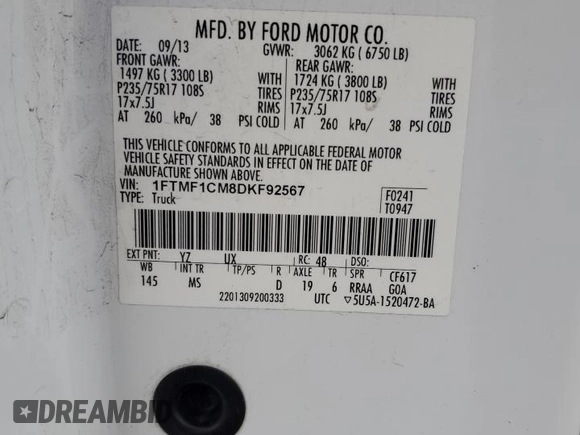 MFD. BY FORD MOTOR CO.
DATE: 09/13 GVWR: 3062 KG ( 6750 LB)
FRONT GAWR: REAR GAWR:
1497 KG ( 3300 LB) WITH 1724 KG ( 3800 LB) WITH
P235/75R17 108S TIRES P235/75R17 108S TIRES
17x7.5J RIMS 17x7.5J RIMS
AT 260 kPa/ 38 PSI COLD AT 260 kPa/ 38 PSI COLD
THIS VEHICLE CONFORMS TO ALL APPLICABLE FEDERAL MOTOR
VEHICLE SAFETY STANDARDS IN EFFECT ON THE DATE OF
MANUFACTURE SHOWN ABOVE.
VIN: 1FTMF1CM8DKF92567 F0241
TYPE: Truck T0947
EXT PNT: YZ UX RC: 48 DSO:
WB INT TR TP/PS R AXLE TR SPR CF617
145 MS D 19 6 RRAA GOA
2201309200333 UTC ▽5U5A-1520472-BA
DREAMBID